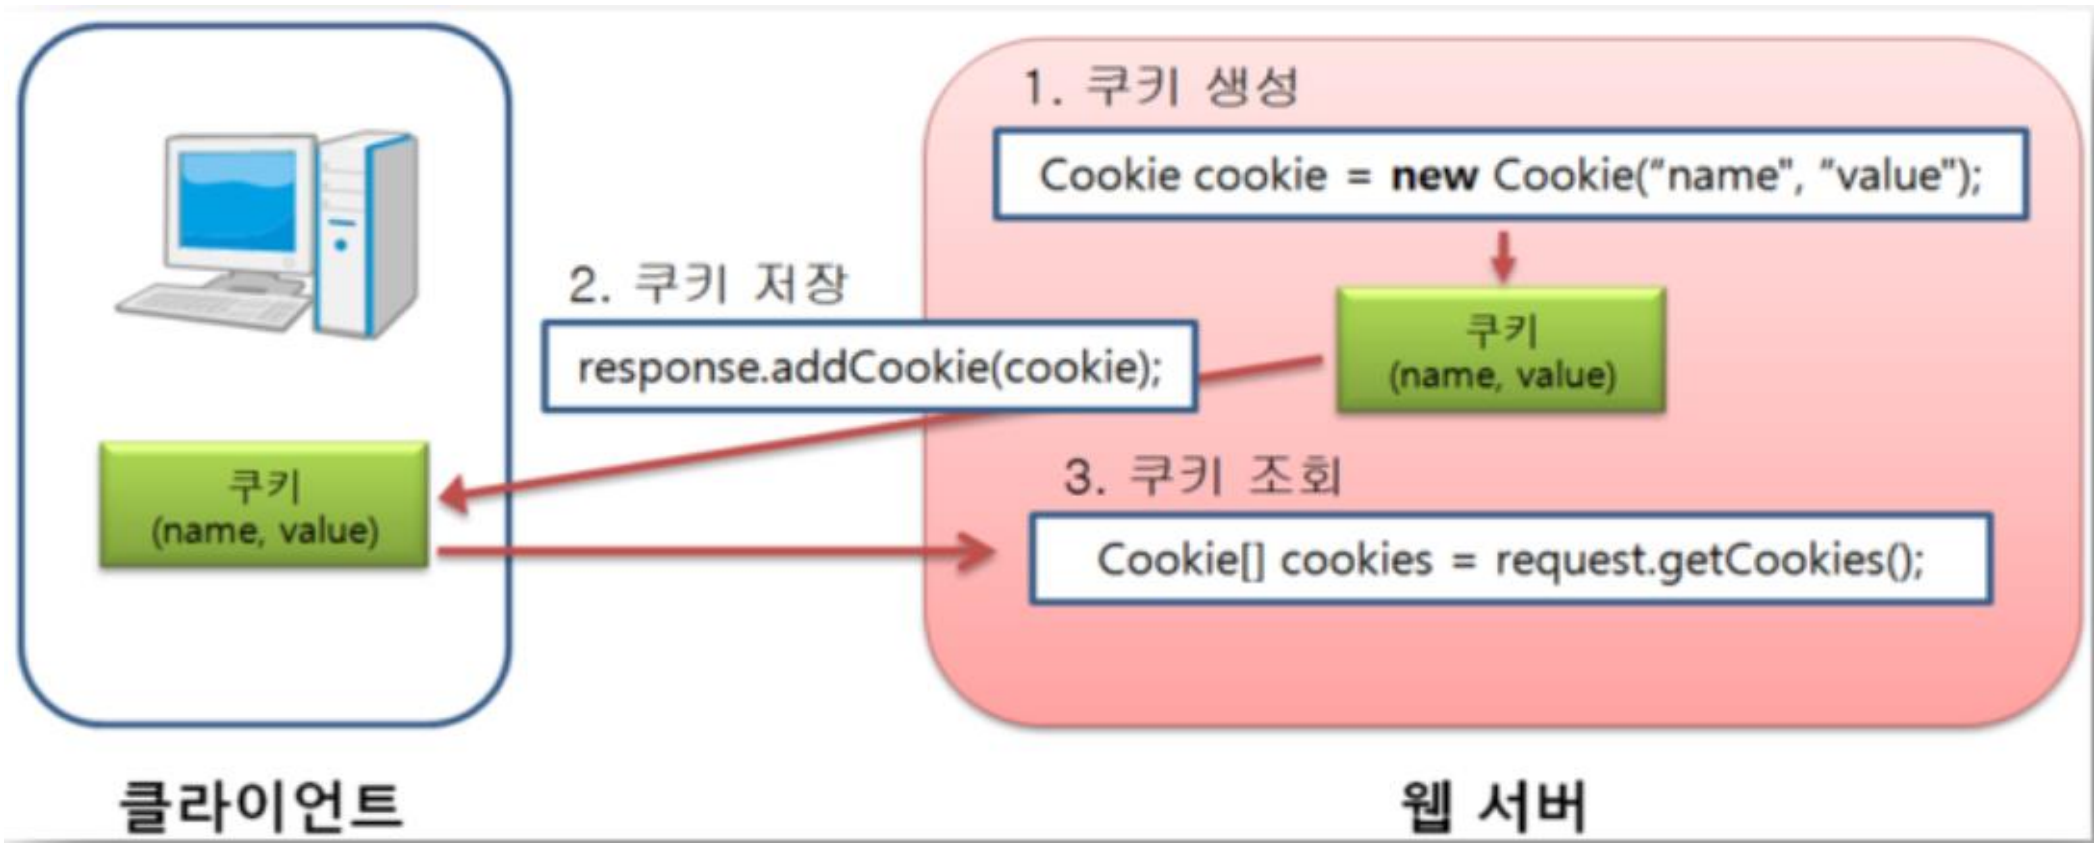 1. 쿠키 생성
Cookie cookie = new Cookie(“name", “value");
쿠키
(name, value)
2. 쿠키 저장
response.addCookie(cookie);
쿠키
(name, value)
3. 쿠키 조회
Cookie[] cookies = request.getCookies();
클라이언트
웹 서버